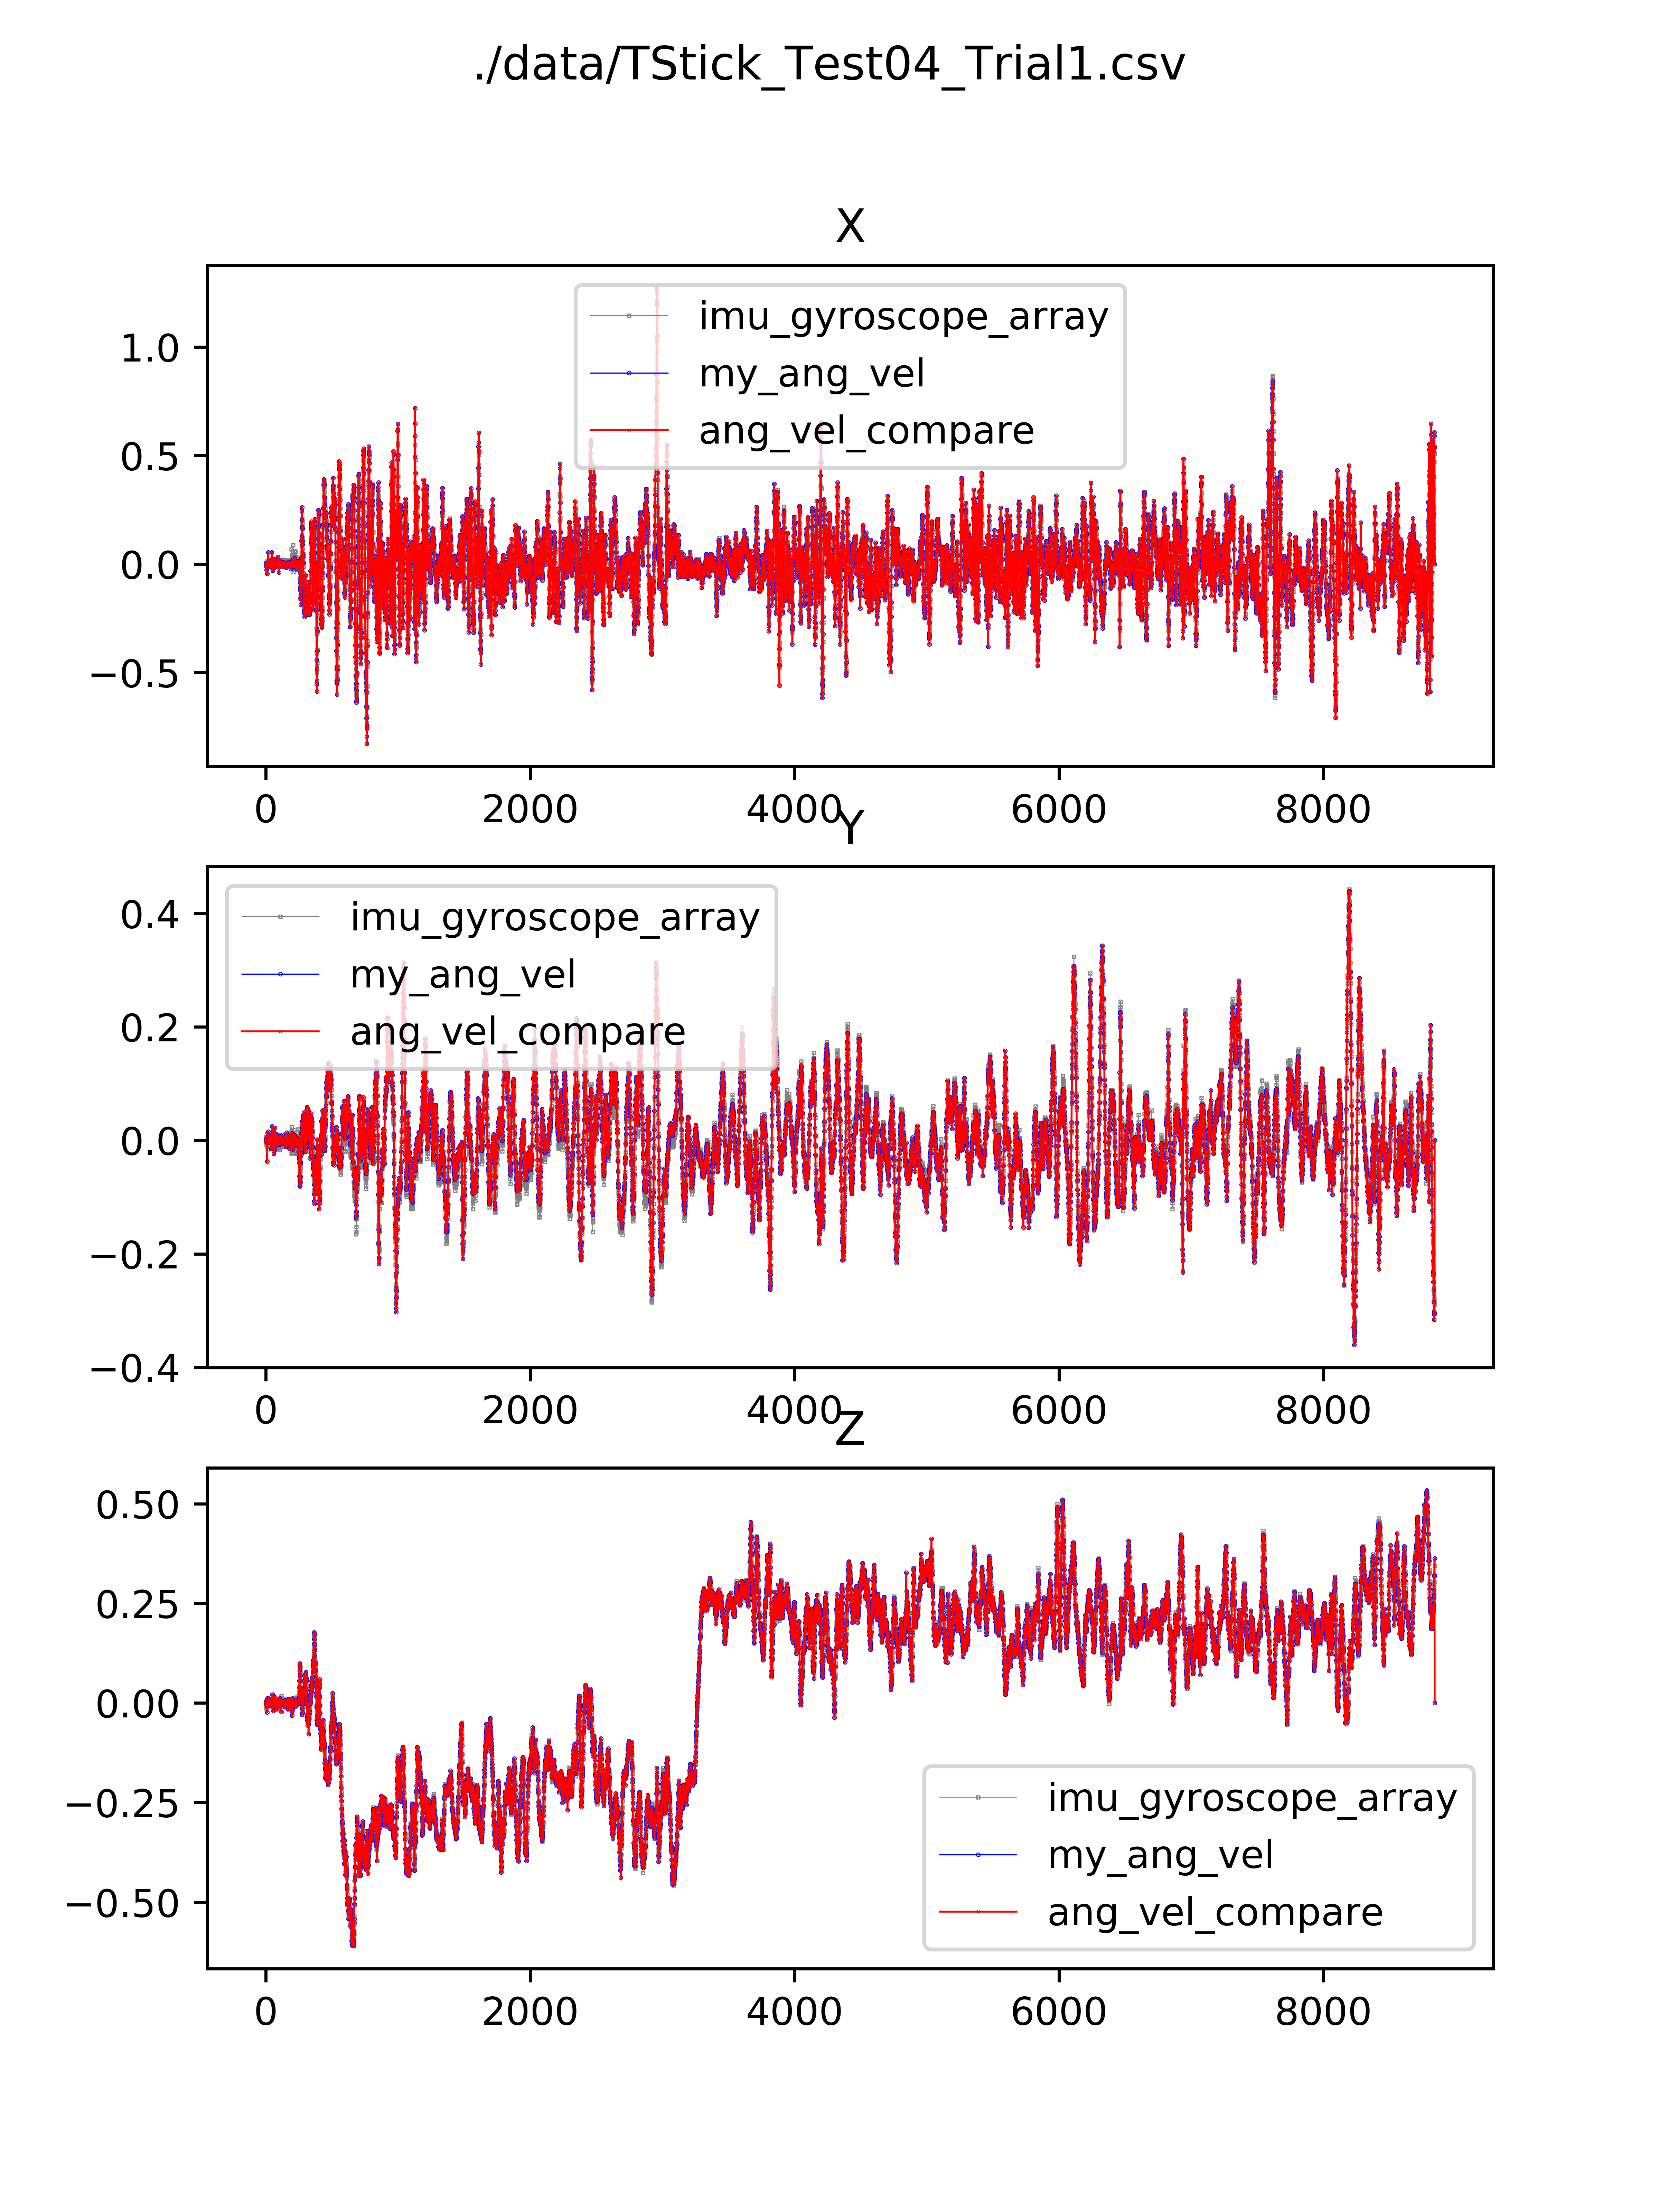 ./data/TStick_Test04_Trial1.csv
X
imu_gyroscope_array
my_ang_vel
ang_vel_compare
1.0
0.5
0.0
−0.5
0 2000 4000 6000 8000
Y
imu_gyroscope_array
my_ang_vel
ang_vel_compare
0.4
0.2
0.0
−0.2
−0.4
0 2000 4000 6000 8000
Z
0.50
0.25
0.00
−0.25
−0.50
imu_gyroscope_array
my_ang_vel
ang_vel_compare
0 2000 4000 6000 8000